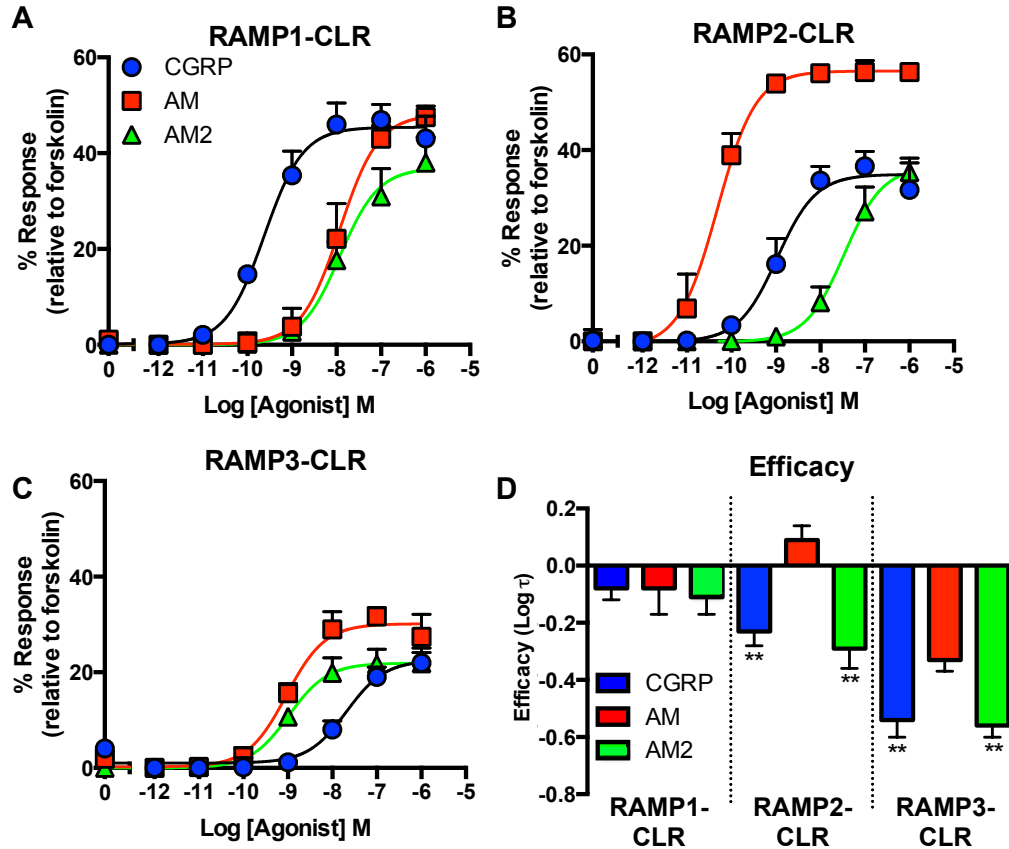 A
RAMP1-CLR
CGRP
AM
AM2
% Response
(relative to forskolin)
60
40
20
0
0 -12 -11 -10 -9 -8 -7 -6 -5
Log [Agonist] M
B
RAMP2-CLR
% Response
(relative to forskolin)
60
40
20
0
0 -12 -11 -10 -9 -8 -7 -6 -5
Log [Agonist] M
C
RAMP3-CLR
% Response
(relative to forskolin)
60
40
20
0
0 -12 -11 -10 -9 -8 -7 -6 -5
Log [Agonist] M
D
Efficacy
Efficacy (Log τ)
0.2
0.0
-0.2
-0.4
-0.6
-0.8
CGRP
AM
AM2
** ** ** **
RAMP1-
CLR
RAMP2-
CLR
RAMP3-
CLR